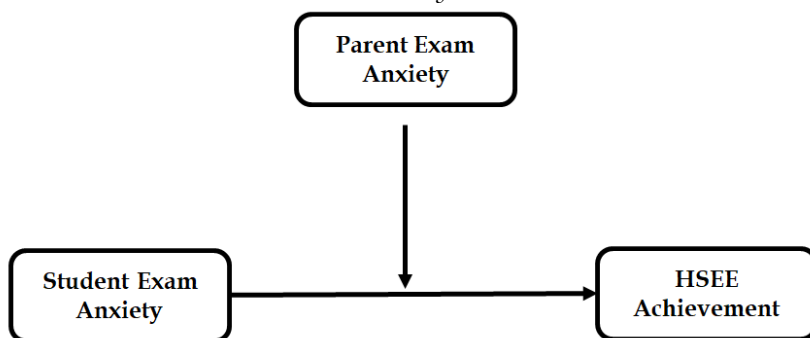 Parent Exam
Anxiety
Student Exam
Anxiety
HSEE
Achievement